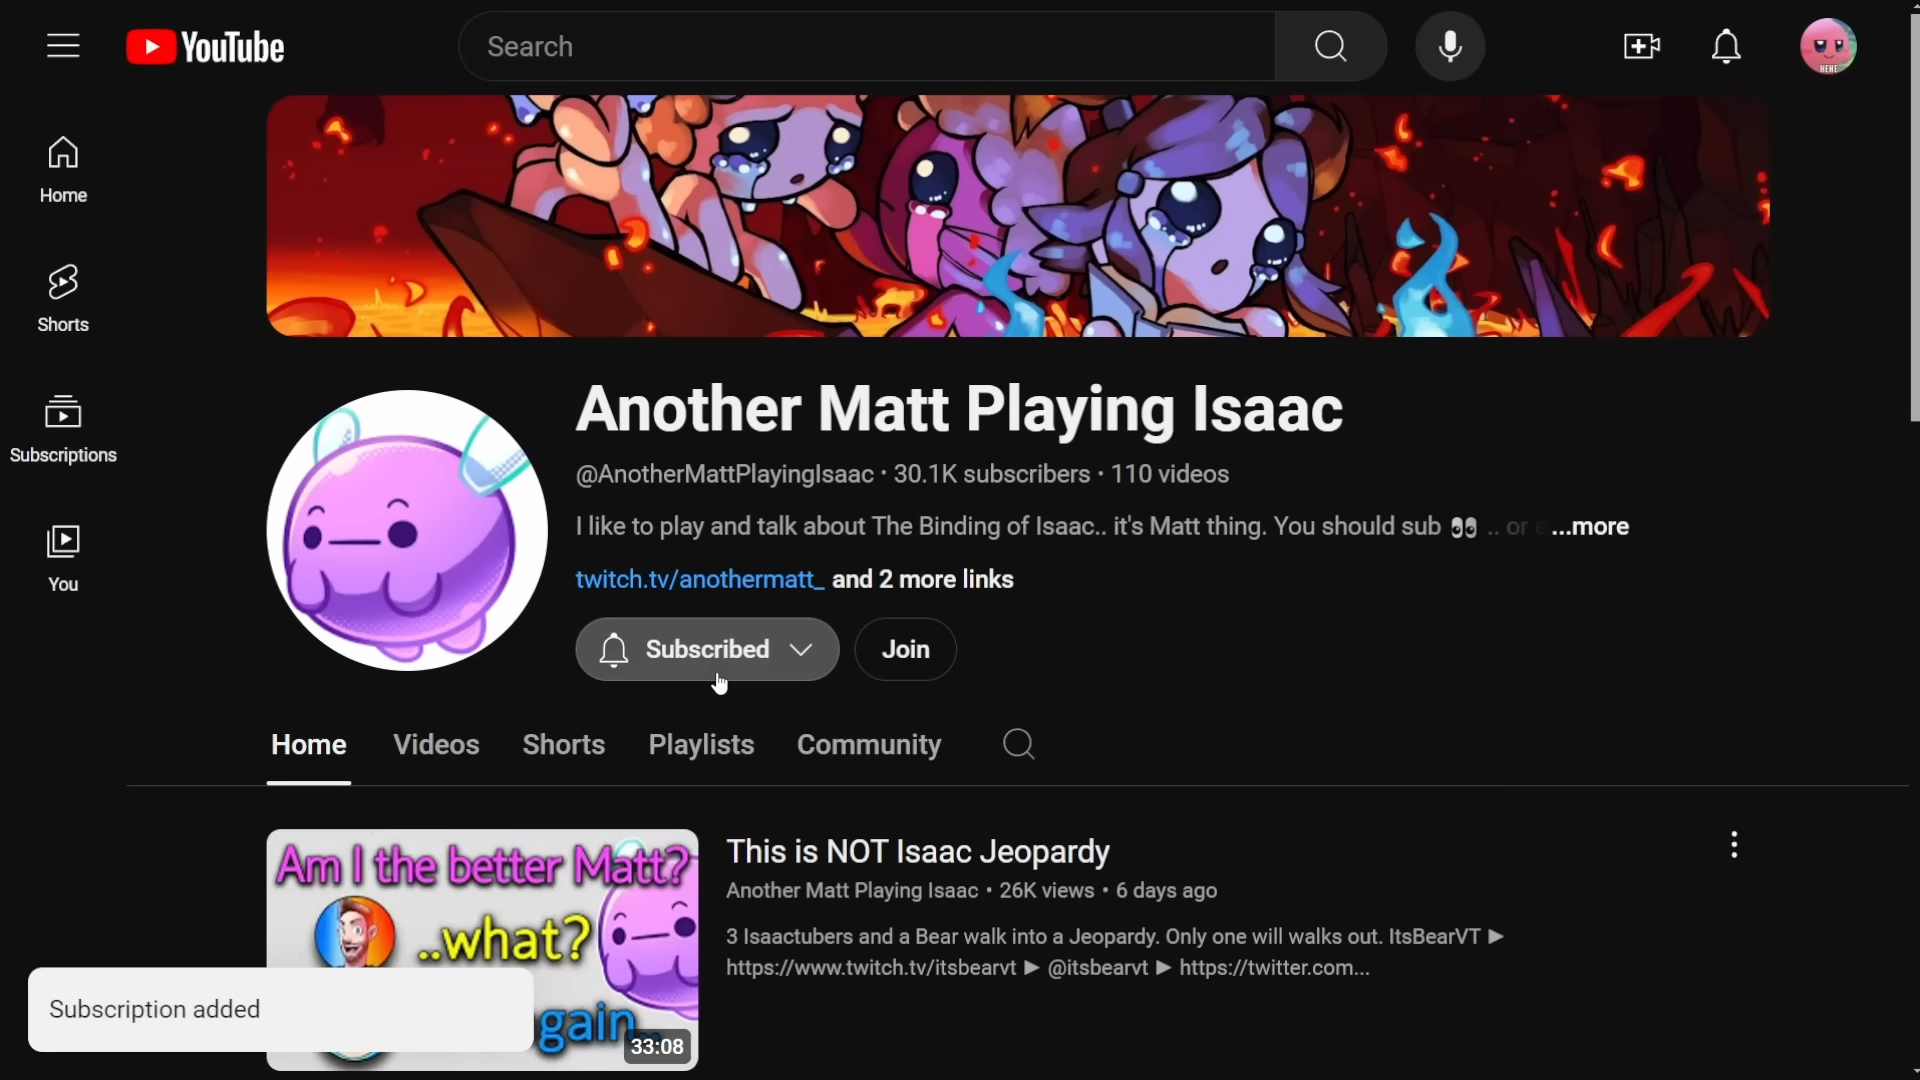 YouTube
Search
HEHE
Home
Shorts
Subscriptions
You
Another Matt Playing Isaac
@AnotherMattPlayingIsaac • 30.1K subscribers • 110 videos
I like to play and talk about The Binding of Isaac.. it's Matt thing. You should sub 👀 .. or e ...more
twitch.tv/anothermatt_ and 2 more links
Subscribed
Join
Home
Videos
Shorts
Playlists
Community
Am I the better Matt?
..what?
gain
33:08
This is NOT Isaac Jeopardy
Another Matt Playing Isaac • 26K views • 6 days ago
3 Isaactubers and a Bear walk into a Jeopardy. Only one will walks out. ItsBearVT ►
https://www.twitch.tv/itsbearvt ► @itsbearvt ► https://twitter.com...
Subscription added